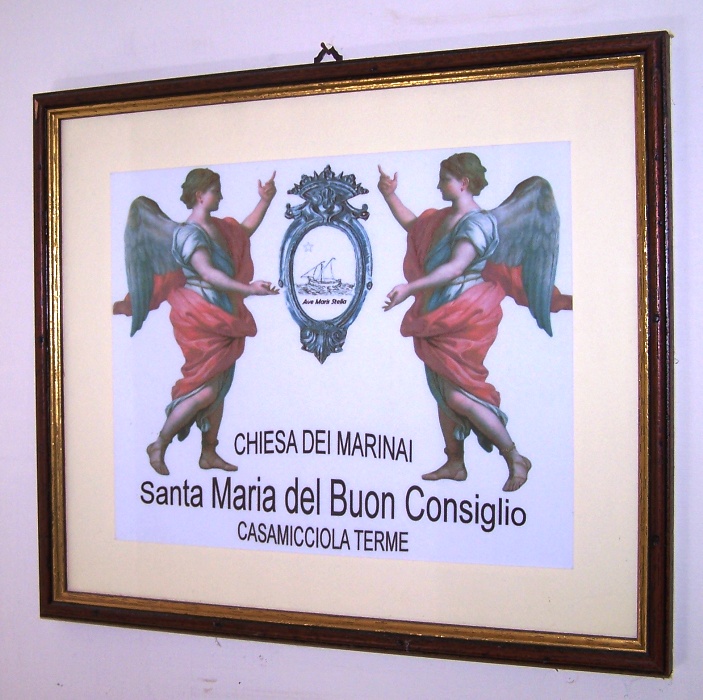 Ave Maris Stella
CHIESA DEI MARINAI
Santa Maria del Buon Consiglio
CASAMICCIOLA TERME